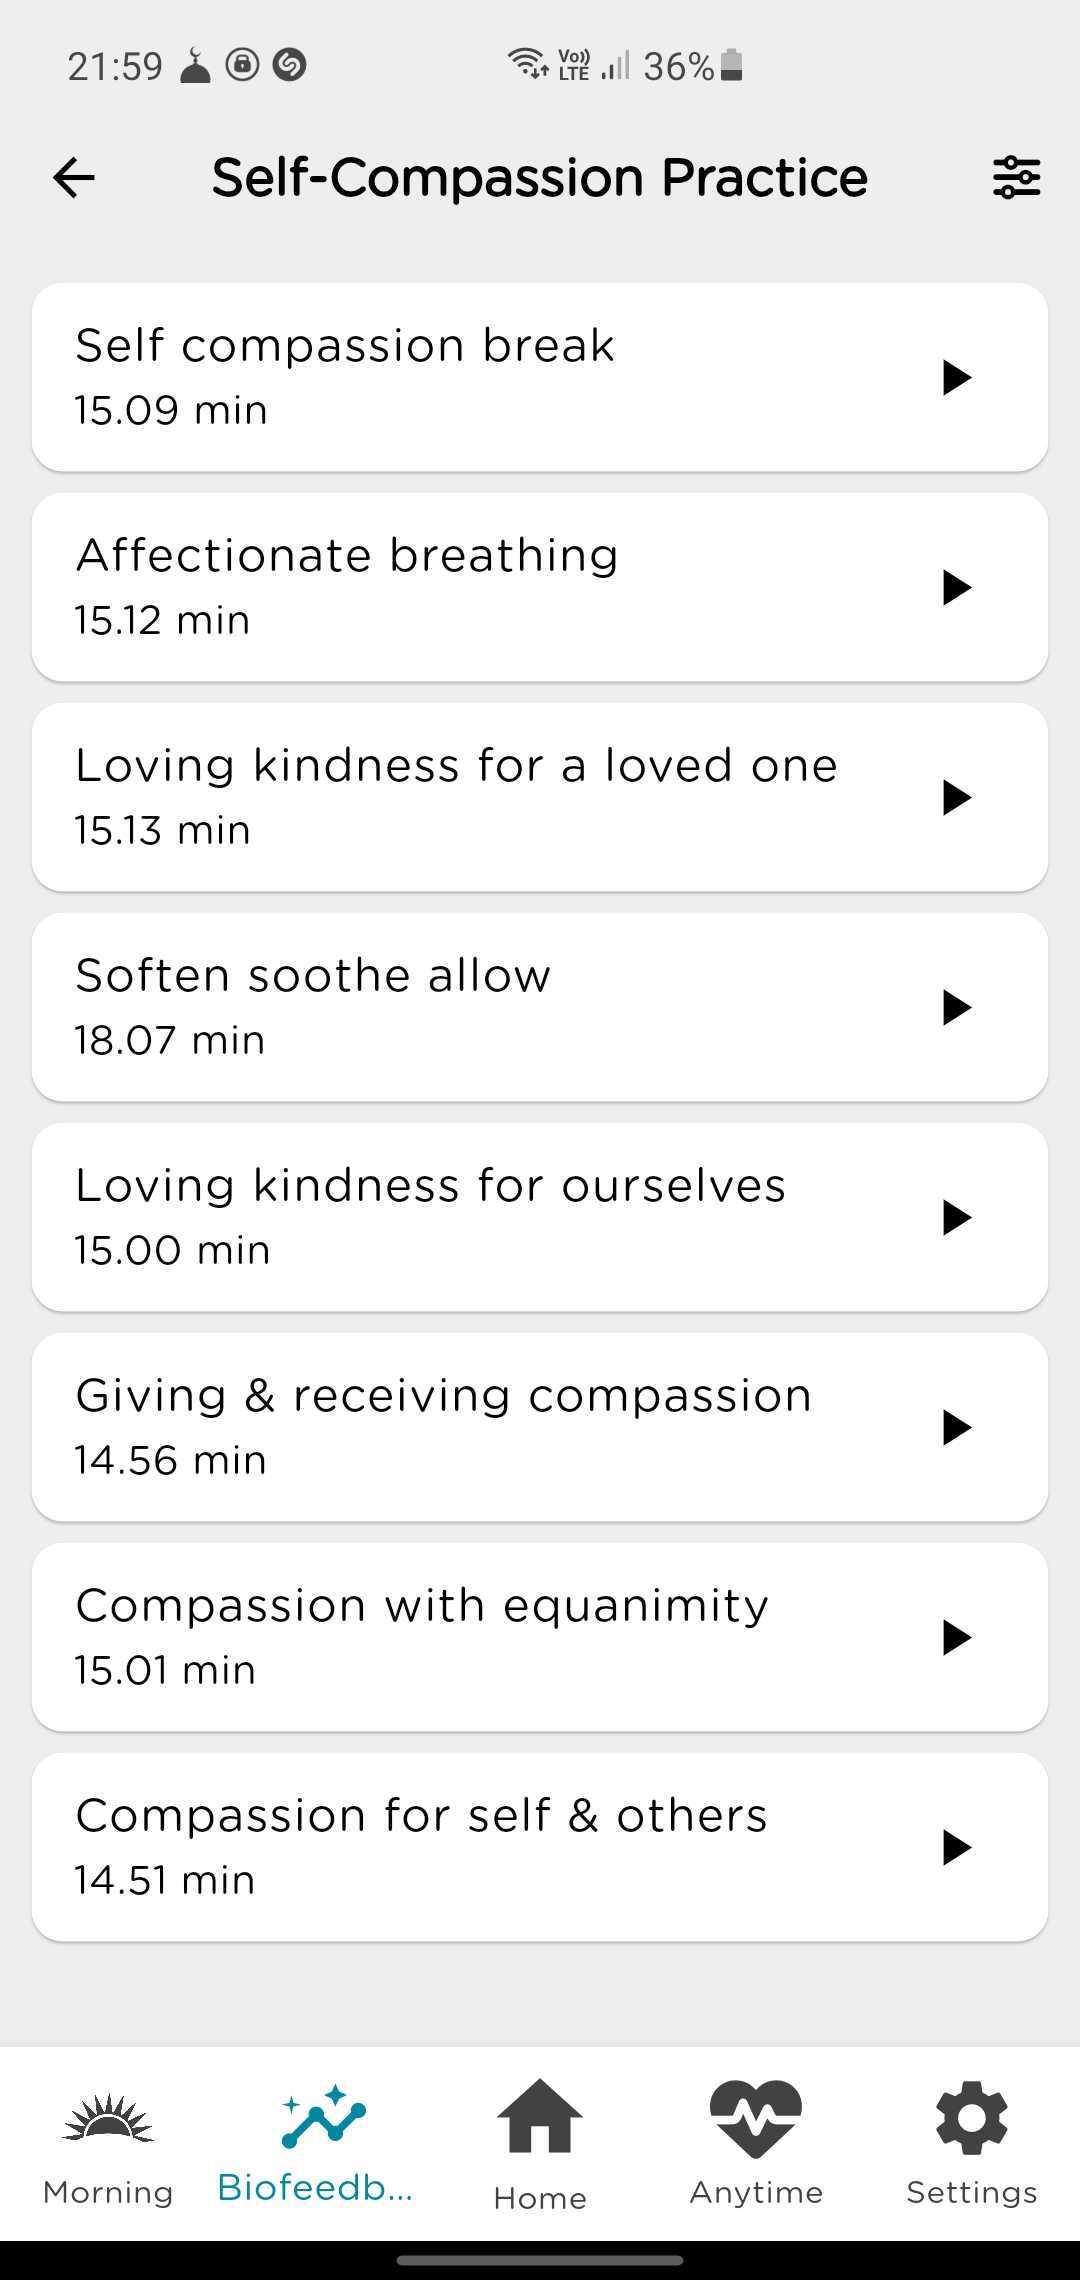 21:59 Vo)) LTE 36%
Self-Compassion Practice
Self compassion break
15.09 min
Affectionate breathing
15.12 min
Loving kindness for a loved one
15.13 min
Soften soothe allow
18.07 min
Loving kindness for ourselves
15.00 min
Giving & receiving compassion
14.56 min
Compassion with equanimity
15.01 min
Compassion for self & others
14.51 min
Morning Biofeedb... Home Anytime Settings